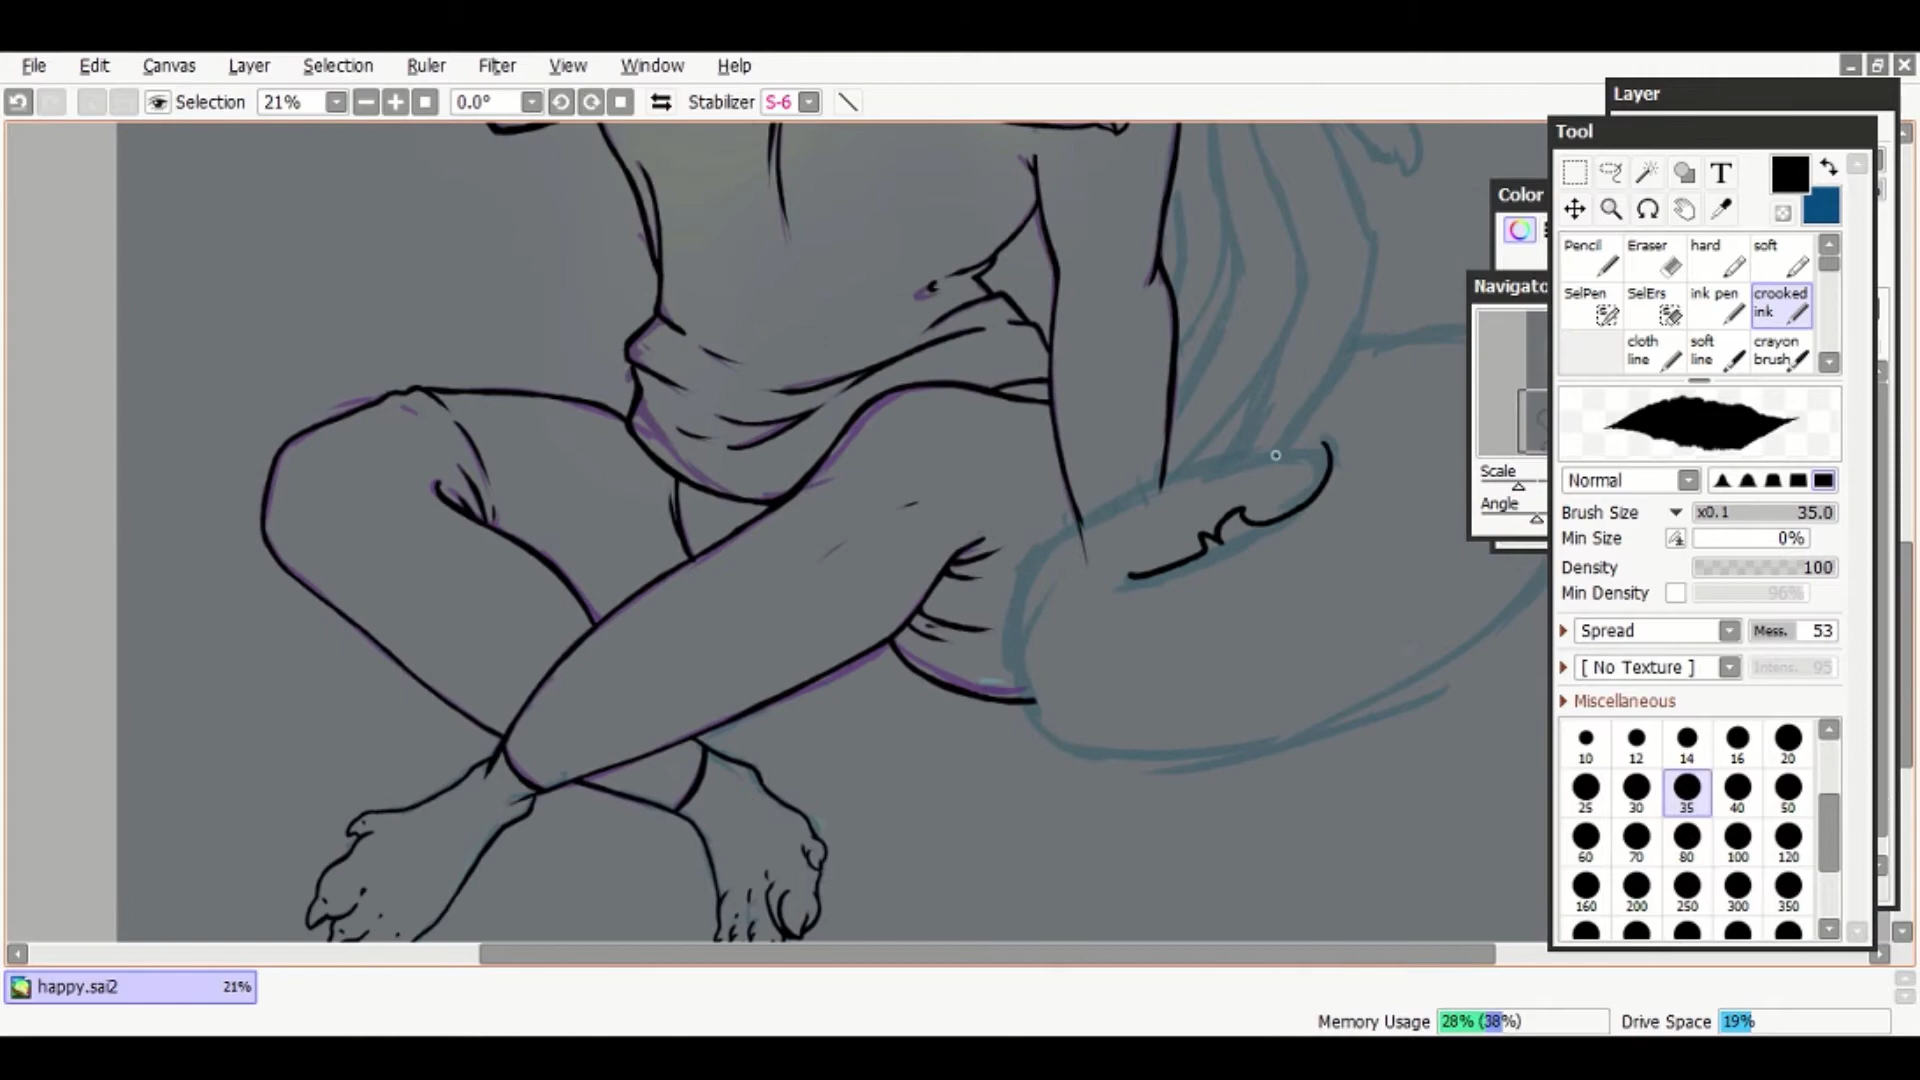 File Edit Canvas Layer Selection Ruler Filter View Window Help
Selection 21% 0.0° Stabilizer S-6
Layer
Tool
T
Color
Navigato
Scale
Angle
Pencil Eraser hard soft
SelPen SelErs ink pen crooked ink
cloth line soft line crayon brush
Normal
Brush Size x0.1 35.0
Min Size 0%
Density 100
Min Density 96%
Spread Mess. 53
[ No Texture ] Intens. 95
Miscellaneous
10 12 14 16 20
25 30 35 40 50
60 70 80 100 120
160 200 250 300 350
happy.sai2 21%
Memory Usage 28% (38%) Drive Space 19%